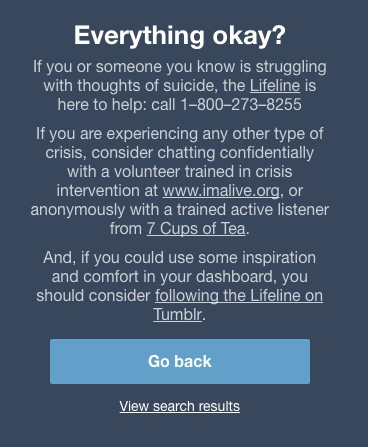 Everything okay?
If you or someone you know is struggling
with thoughts of suicide, the Lifeline is
here to help: call 1–800–273–8255
If you are experiencing any other type of
crisis, consider chatting confidentially
with a volunteer trained in crisis
intervention at www.imalive.org, or
anonymously with a trained active listener
from 7 Cups of Tea.
And, if you could use some inspiration
and comfort in your dashboard, you
should consider following the Lifeline on
Tumblr.
Go back
View search results